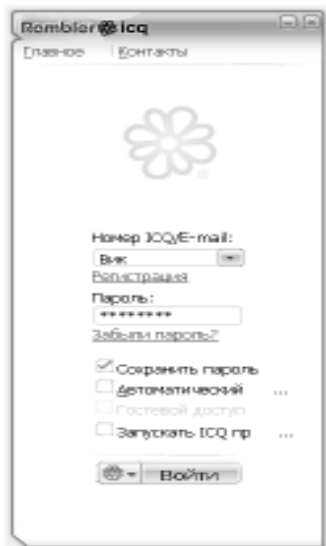 Rambler icq
Главное Контакты
Номер ICQ/E-mail:
Вик
Регистрация
Пароль:
********
Забыли пароль?
Сохранить пароль
Автоматический ...
Гостевой доступ
Запускать ICQ пр ...
Войти